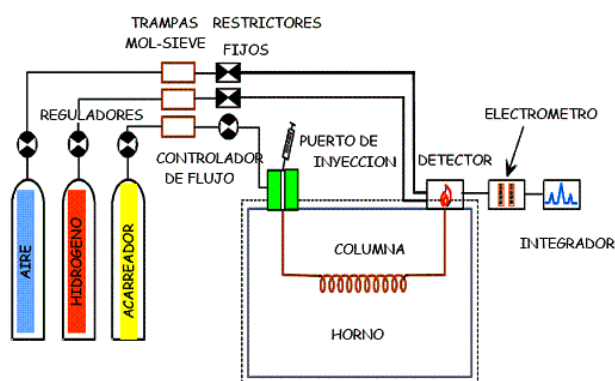 TRAMPAS
MOL-SIEVE
RESTRICTORES
FIJOS
REGULADORES
CONTROLADOR
DE FLUJO
PUERTO DE
INYECCION
DETECTOR
ELECTROMETRO
INTEGRADOR
COLUMNA
HORNO
AIRE
HIDROGENO
ACARREADOR